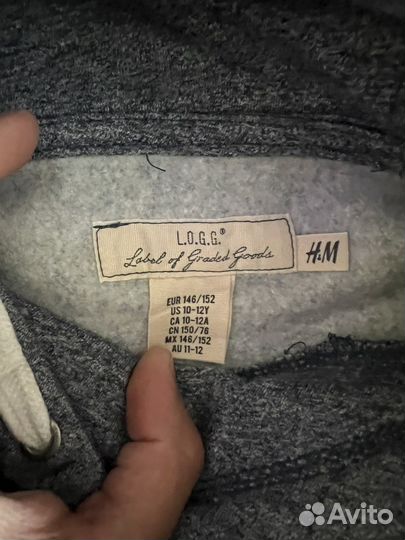 L.O.G.G.®
Label of Graded Goods
H&M
EUR 146/152
US 10-12Y
CA 10-12A
CN 150/76
MX 146/152
AU 11-12
Avito